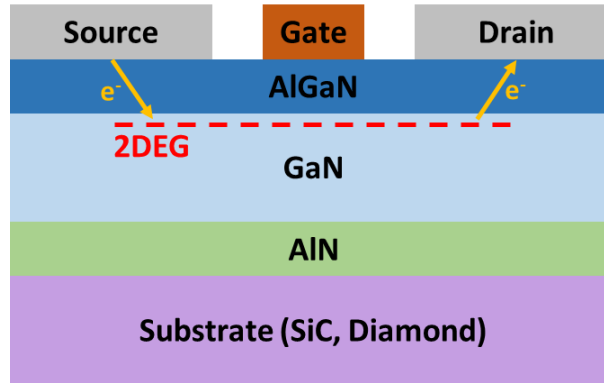 Source Gate Drain
e- AlGaN e-
2DEG
GaN
AlN
Substrate (SiC, Diamond)